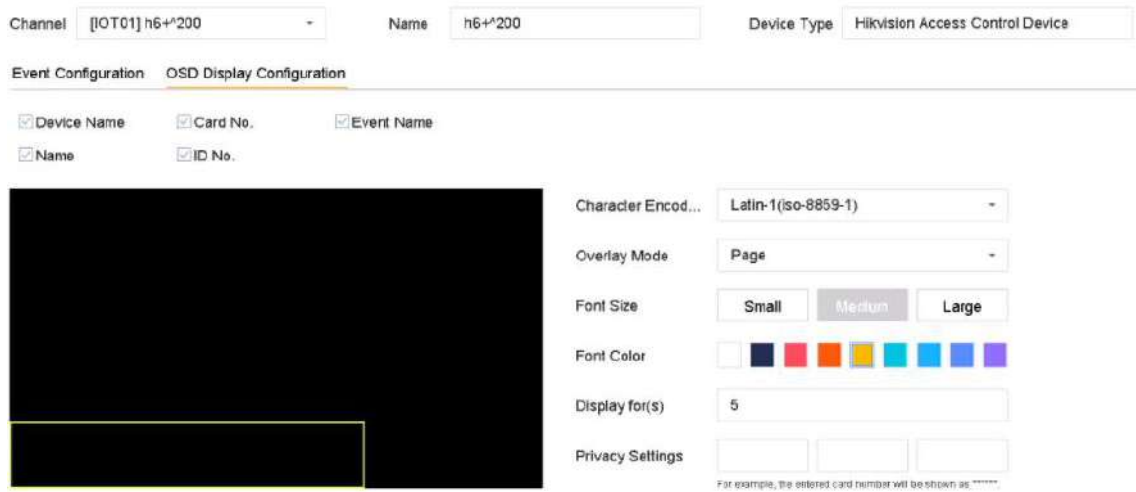 Channel [IOT01] h6+^200 Name h6+^200 Device Type Hikvision Access Control Device
Event Configuration OSD Display Configuration
Device Name Card No. Event Name
Name ID No.
Character Encod... Latin-1(iso-8859-1)
Overlay Mode Page
Font Size Small Medium Large
Font Color
Display for(s) 5
Privacy Settings
For example, the entered card number will be shown as "*****".